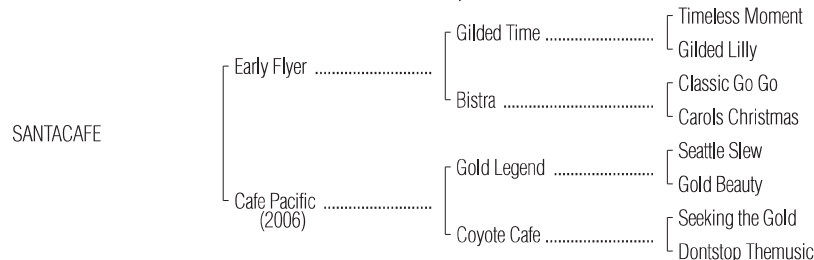 Timeless Moment
Gilded Time ....................
Gilded Lilly
Early Flyer ......................
Classic Go Go
Bistra ............................
Carols Christmas
SANTACAFE
Seattle Slew
Gold Legend ...................
Gold Beauty
Cafe Pacific ....................
(2006)
Seeking the Gold
Coyote Cafe ....................
Dontstop Themusic